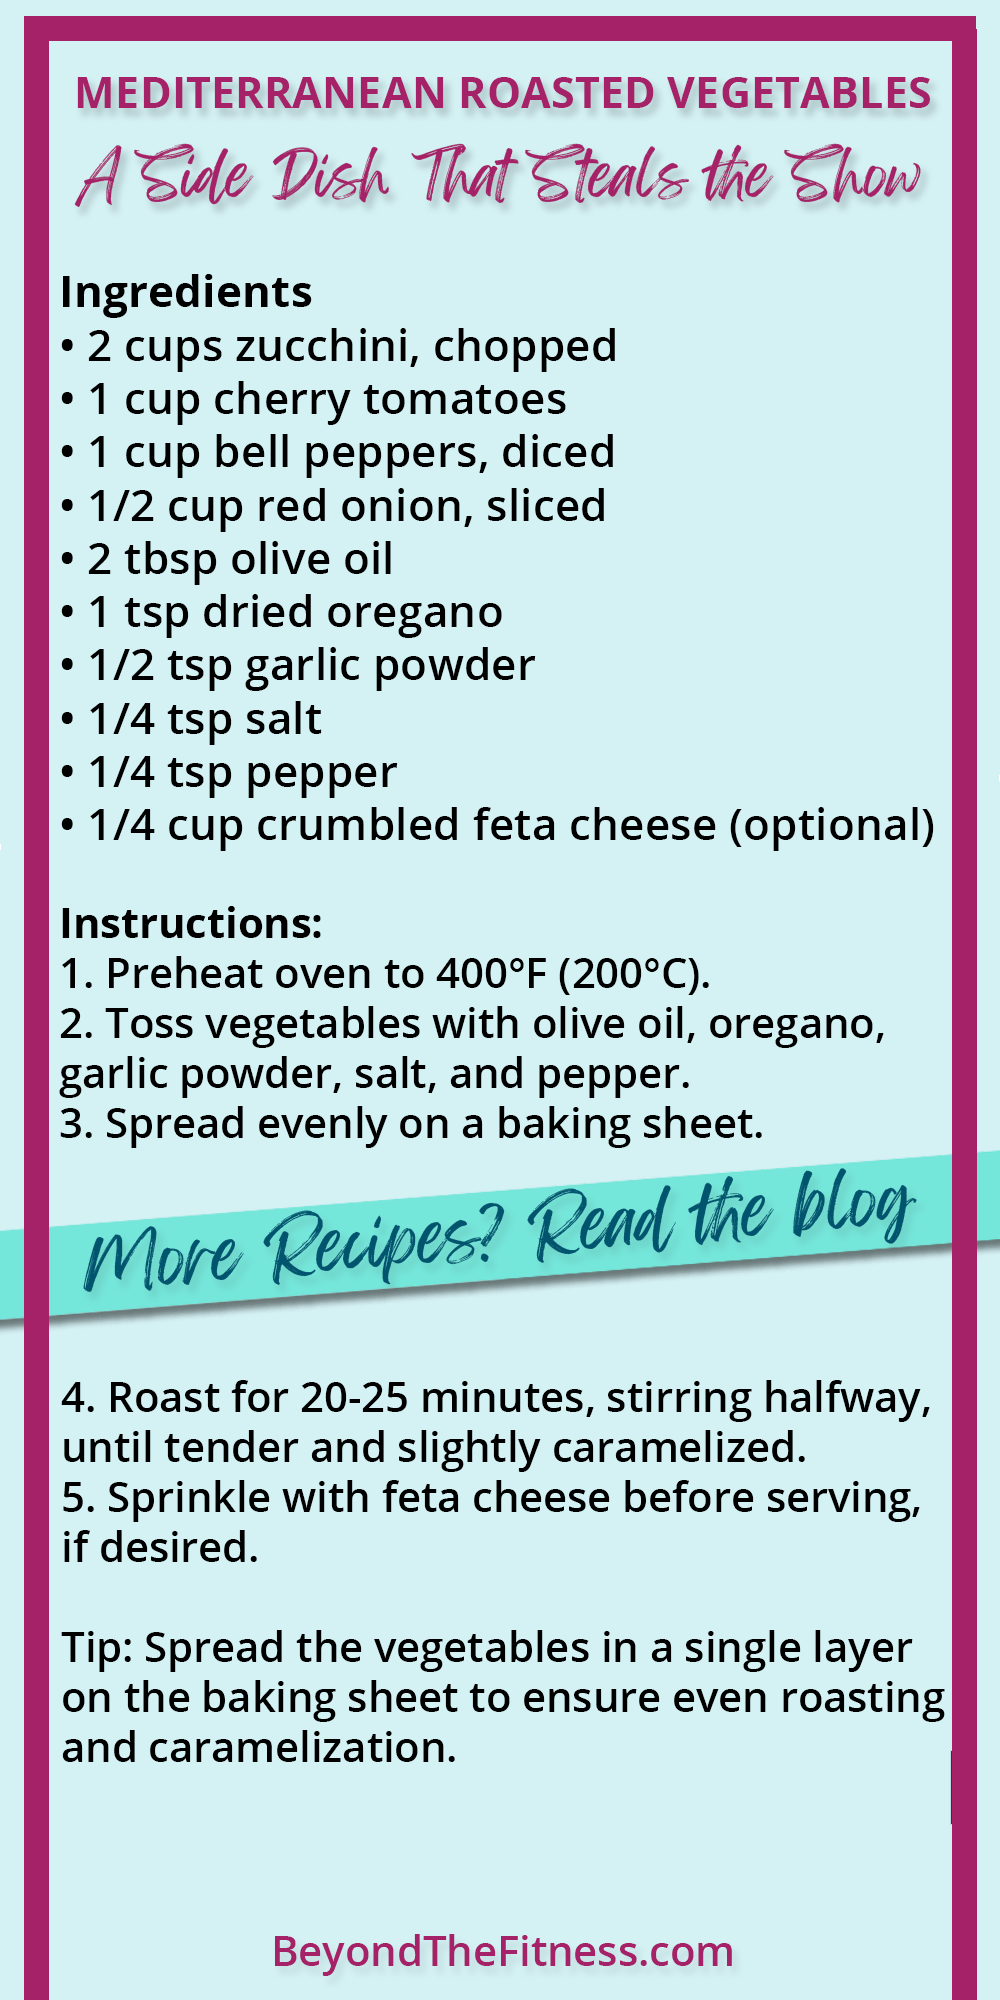 MEDITERRANEAN ROASTED VEGETABLES
A Side Dish That Steals the Show
Ingredients
• 2 cups zucchini, chopped
• 1 cup cherry tomatoes
• 1 cup bell peppers, diced
• 1/2 cup red onion, sliced
• 2 tbsp olive oil
• 1 tsp dried oregano
• 1/2 tsp garlic powder
• 1/4 tsp salt
• 1/4 tsp pepper
• 1/4 cup crumbled feta cheese (optional)
Instructions:
1. Preheat oven to 400°F (200°C).
2. Toss vegetables with olive oil, oregano,
garlic powder, salt, and pepper.
3. Spread evenly on a baking sheet.
More Recipes? Read the blog
4. Roast for 20-25 minutes, stirring halfway,
until tender and slightly caramelized.
5. Sprinkle with feta cheese before serving,
if desired.
Tip: Spread the vegetables in a single layer
on the baking sheet to ensure even roasting
and caramelization.
BeyondTheFitness.com